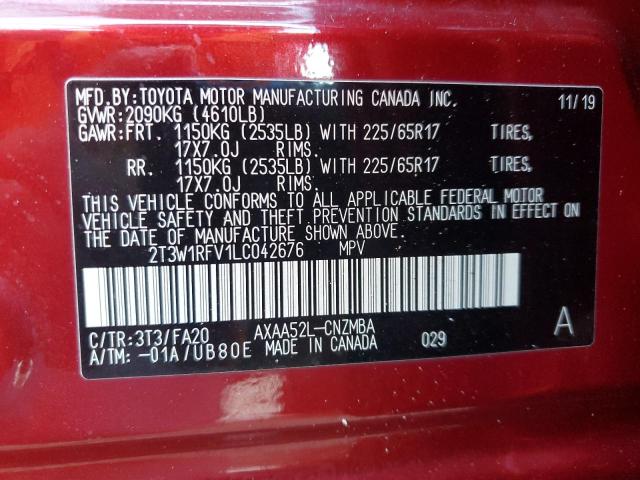 MFD.BY:TOYOTA MOTOR MANUFACTURING CANADA INC. 11/19
GVWR:2090KG (4610LB)
GAWR:FRT. 1150KG (2535LB) WITH 225/65R17 TIRES,
17X7.0J RIMS.
RR. 1150KG (2535LB) WITH 225/65R17 TIRES,
17X7.0J RIMS.
THIS VEHICLE CONFORMS TO ALL APPLICABLE FEDERAL MOTOR
VEHICLE SAFETY AND THEFT PREVENTION STANDARDS IN EFFECT ON
THE DATE OF MANUFACTURE SHOWN ABOVE.
2T3W1RFV1LC042676 MPV
C/TR:3T3/FA20 AXAA52L-CNZMBA A
A/TM:-01A/UB80E MADE IN CANADA 029